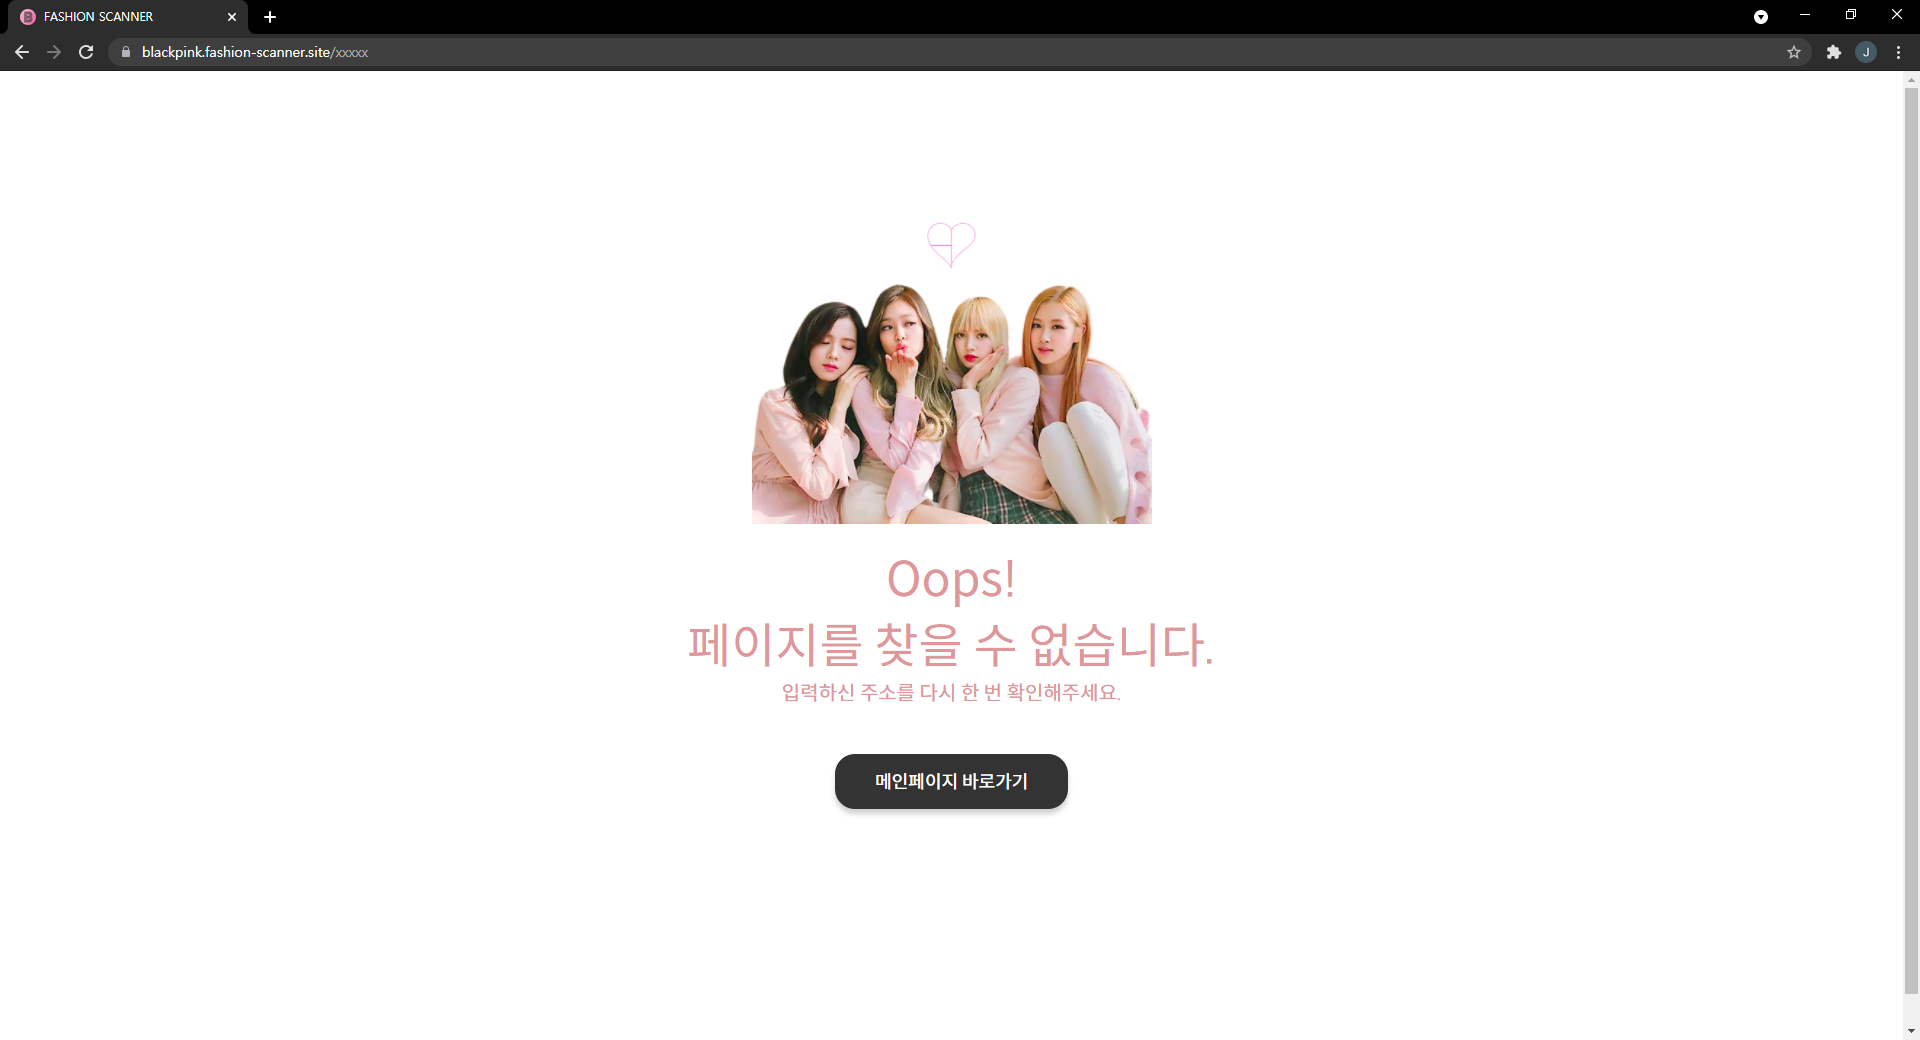 FASHION SCANNER
blackpink.fashion-scanner.site/xxxxx
J
Oops!
페이지를 찾을 수 없습니다.
입력하신 주소를 다시 한 번 확인해주세요.
메인페이지 바로가기